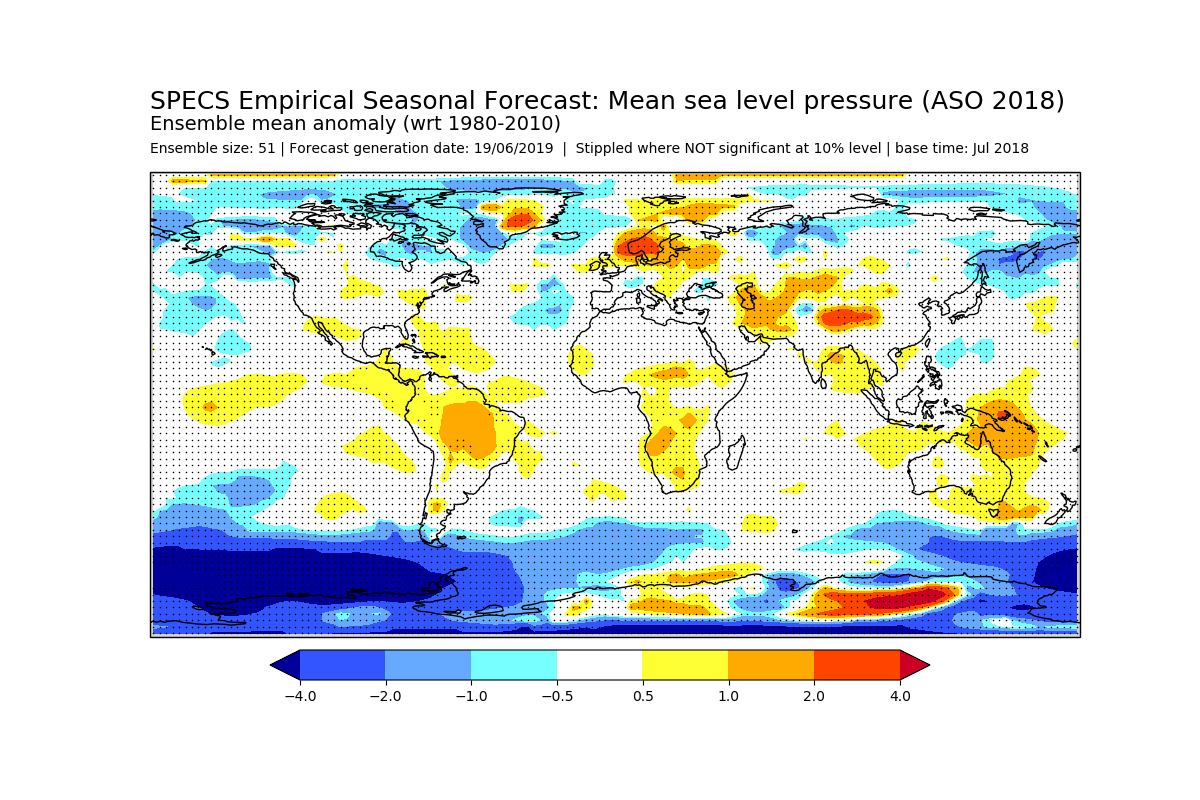 SPECS Empirical Seasonal Forecast: Mean sea level pressure (ASO 2018)
Ensemble mean anomaly (wrt 1980-2010)
Ensemble size: 51 | Forecast generation date: 19/06/2019 | Stippled where NOT significant at 10% level | base time: Jul 2018
−4.0 −2.0 −1.0 −0.5 0.5 1.0 2.0 4.0